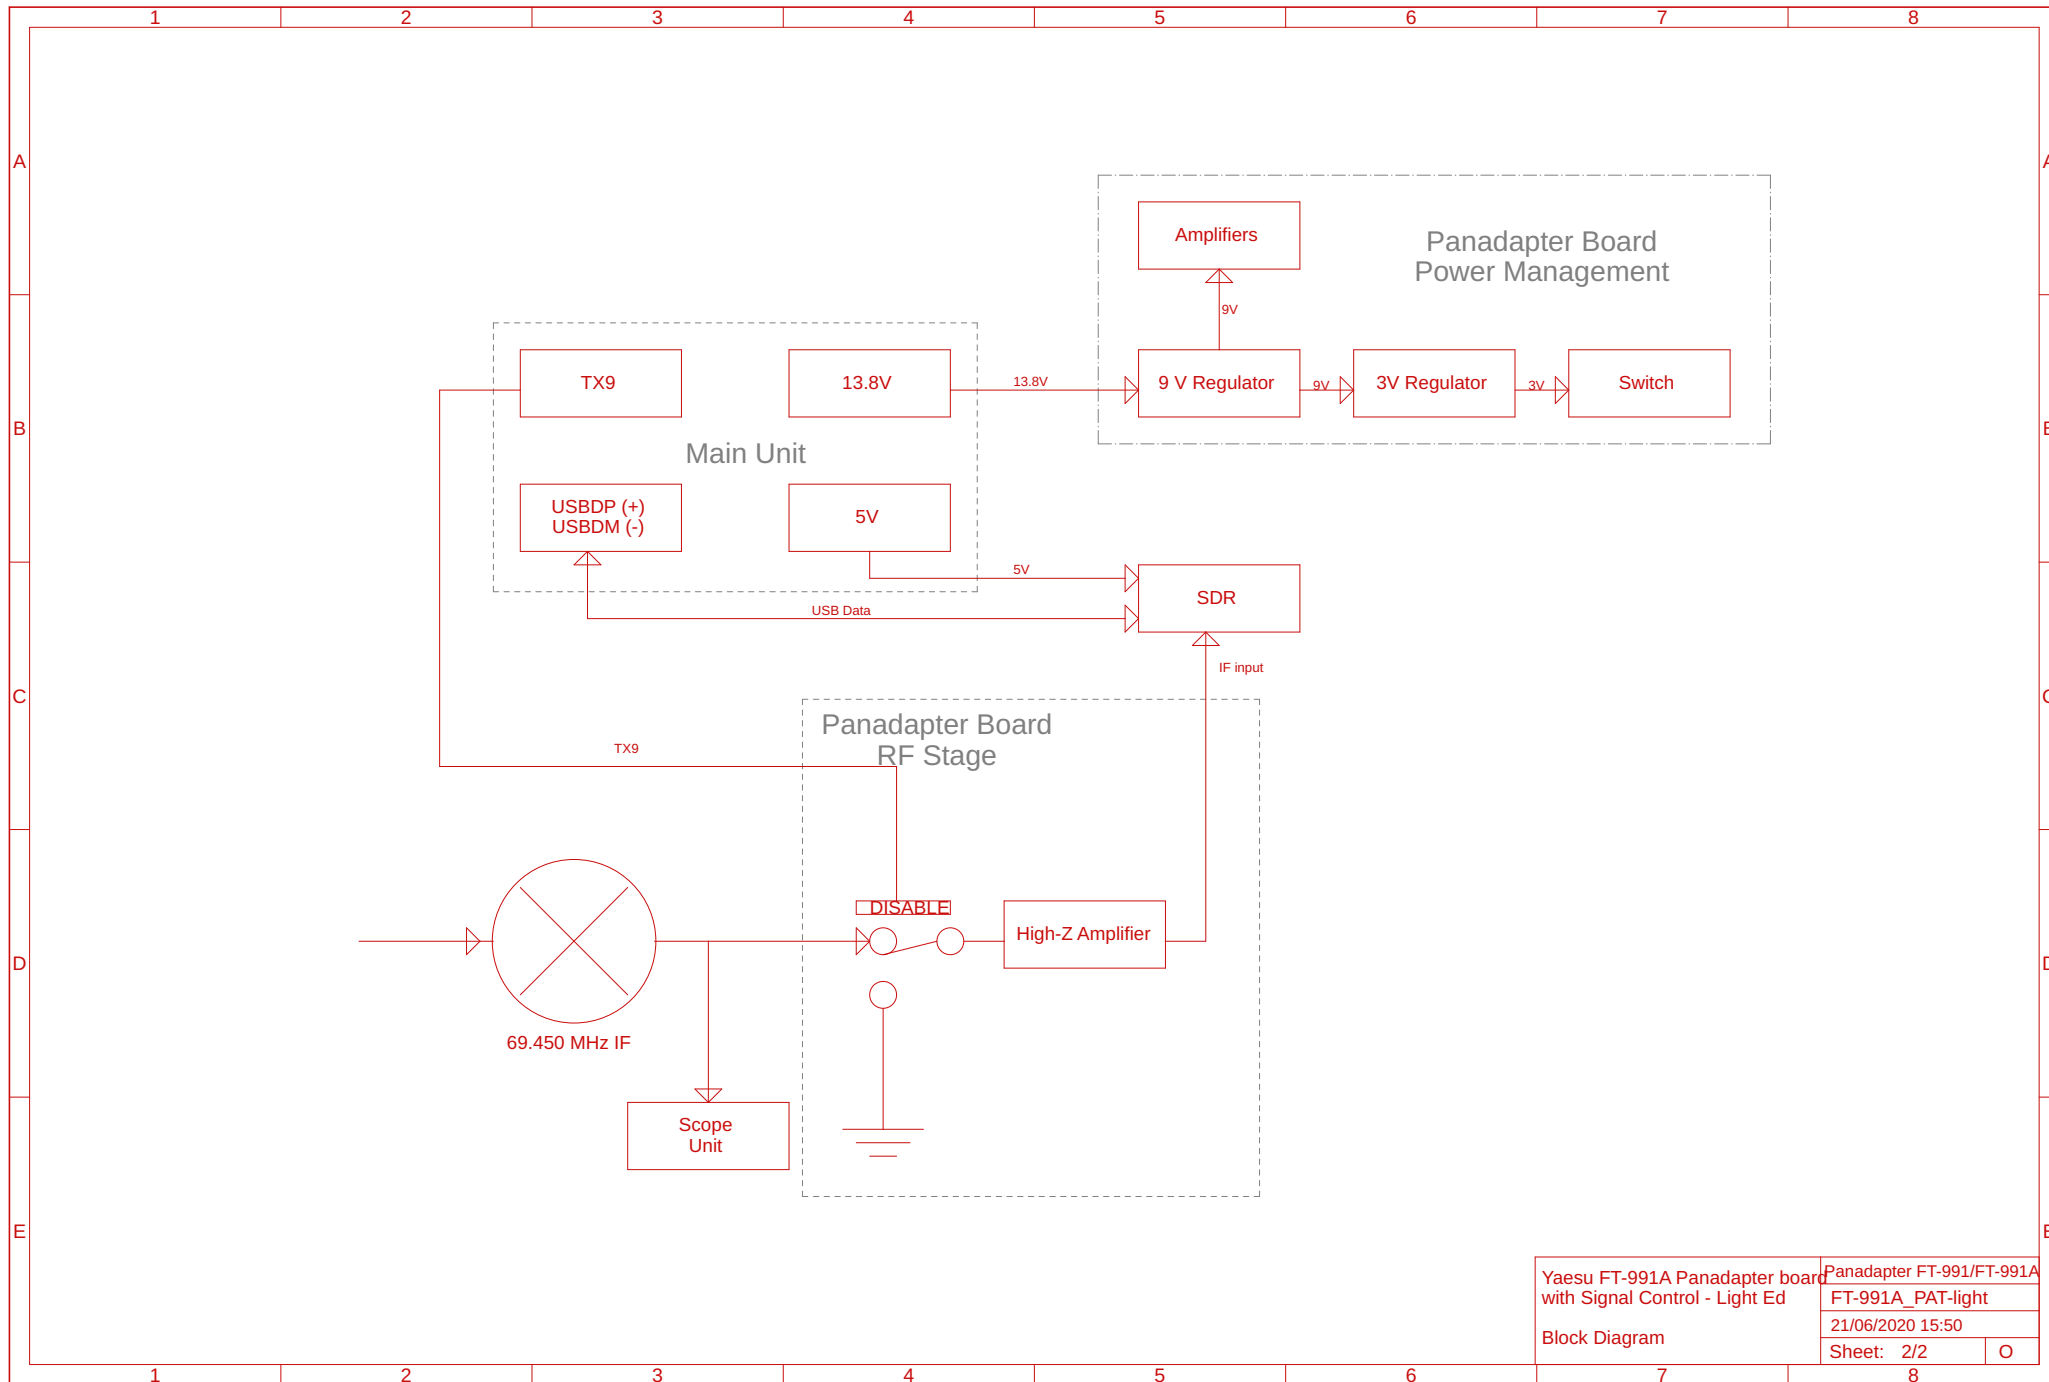 1 2 3 4 5 6 7 8
A A
Amplifiers
Panadapter Board
Power Management
9V
TX9
13.8V
13.8V
9 V Regulator
9V
3V Regulator
3V
Switch
B
Main Unit
USBDP (+)
USBDM (-)
5V
5V
USB Data
SDR
IF input
C
Panadapter Board
RF Stage
TX9
DISABLE
High-Z Amplifier
D
69.450 MHz IF
Scope
Unit
E
Yaesu FT-991A Panadapter board
with Signal Control - Light Ed
Block Diagram
Panadapter FT-991/FT-991A
FT-991A_PAT-light
21/06/2020 15:50
Sheet: 2/2 O
1 2 3 4 5 6 7 8